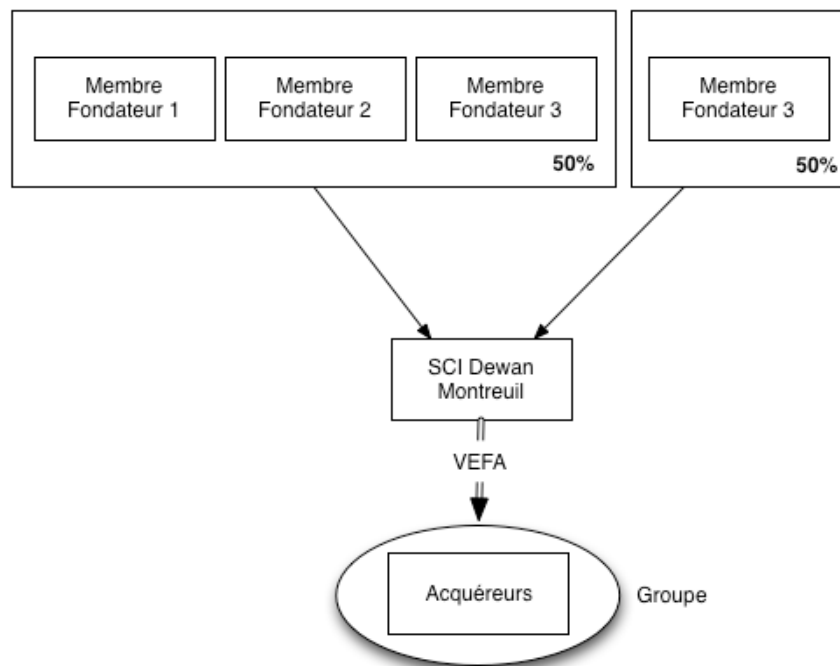 Membre
Fondateur 1
Membre
Fondateur 2
Membre
Fondateur 3
50%
Membre
Fondateur 3
50%
SCI Dewan
Montreuil
VEFA
Acquéreurs
Groupe